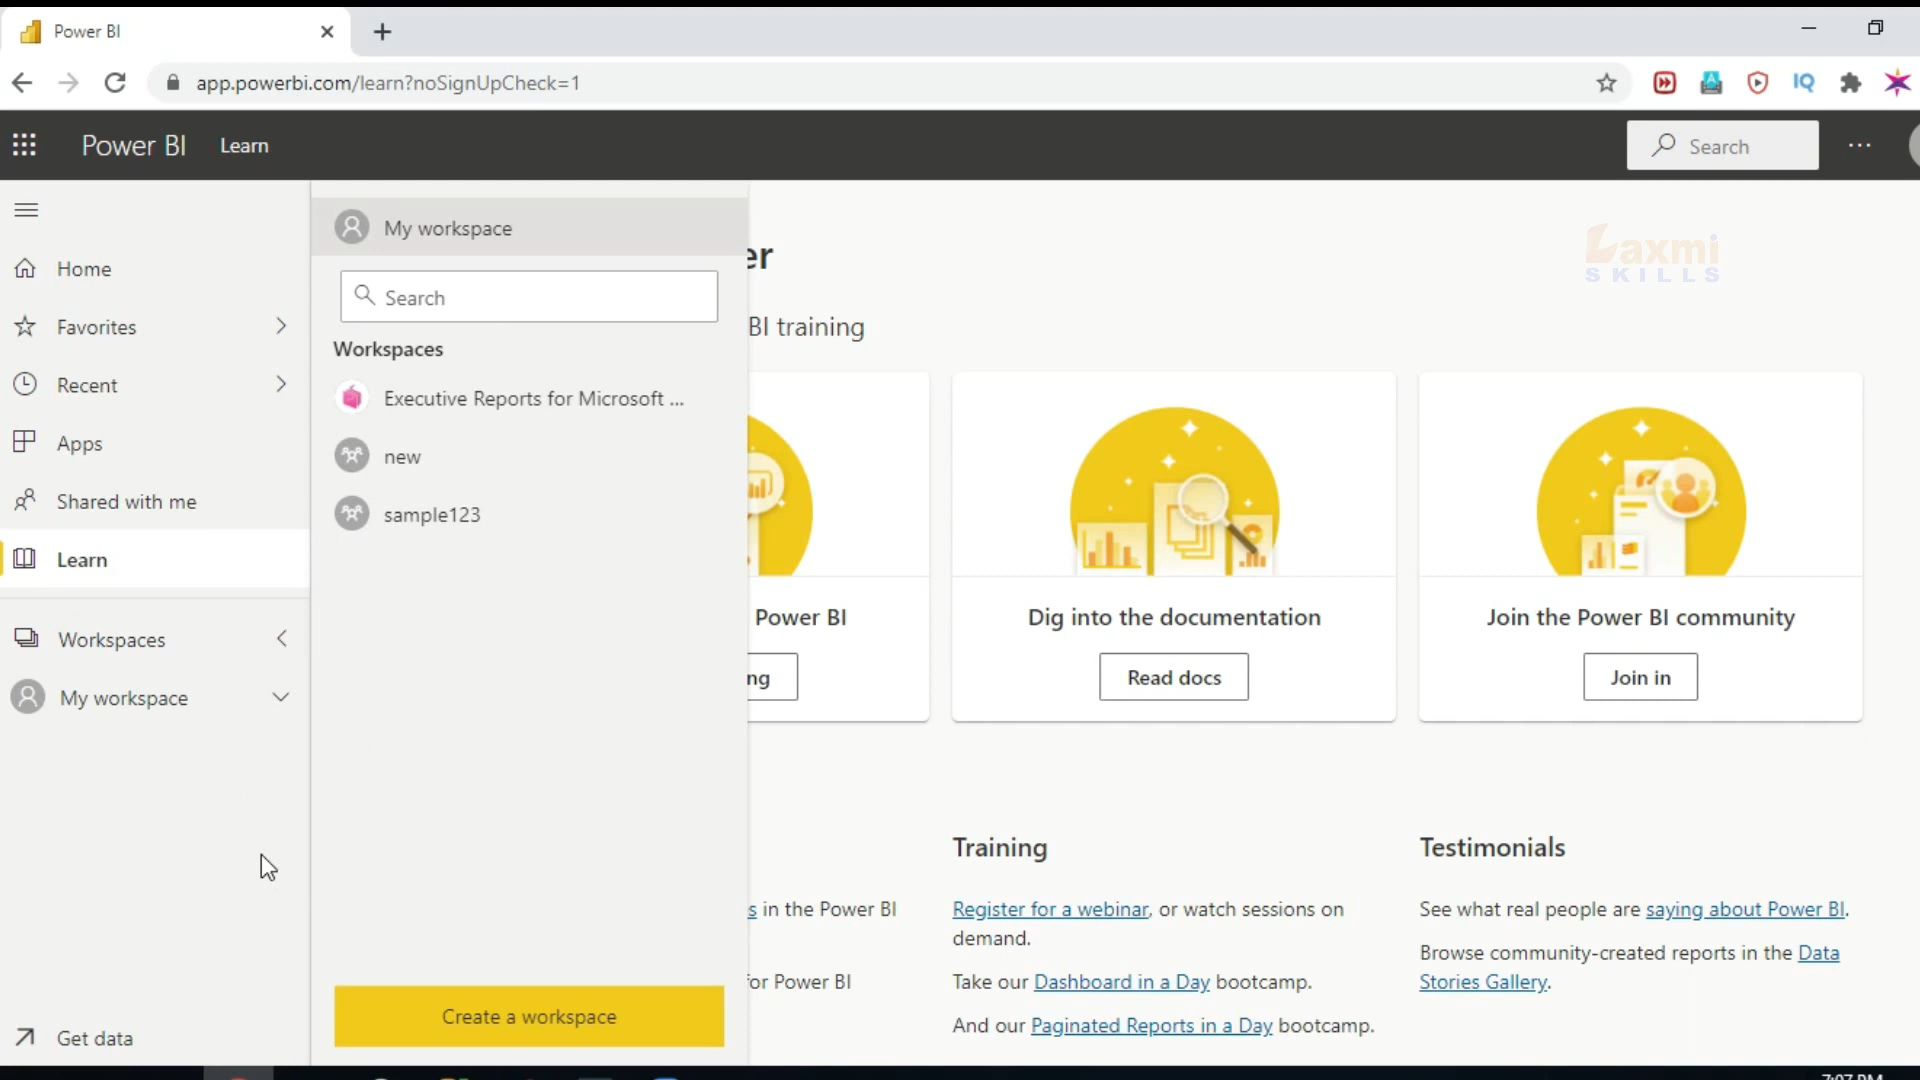 Power BI
app.powerbi.com/learn?noSignUpCheck=1
IQ
Power BI
Learn
Search
Home
Favorites
Recent
Apps
Shared with me
Learn
Workspaces
My workspace
Get data
My workspace
Search
Workspaces
Executive Reports for Microsoft ...
new
sample123
Create a workspace
er
BI training
Laxmi
SKILLS
Power BI
ng
Dig into the documentation
Read docs
Join the Power BI community
Join in
s in the Power BI
for Power BI
Training
Register for a webinar, or watch sessions on
demand.
Take our Dashboard in a Day bootcamp.
And our Paginated Reports in a Day bootcamp.
Testimonials
See what real people are saying about Power BI.
Browse community-created reports in the Data
Stories Gallery.